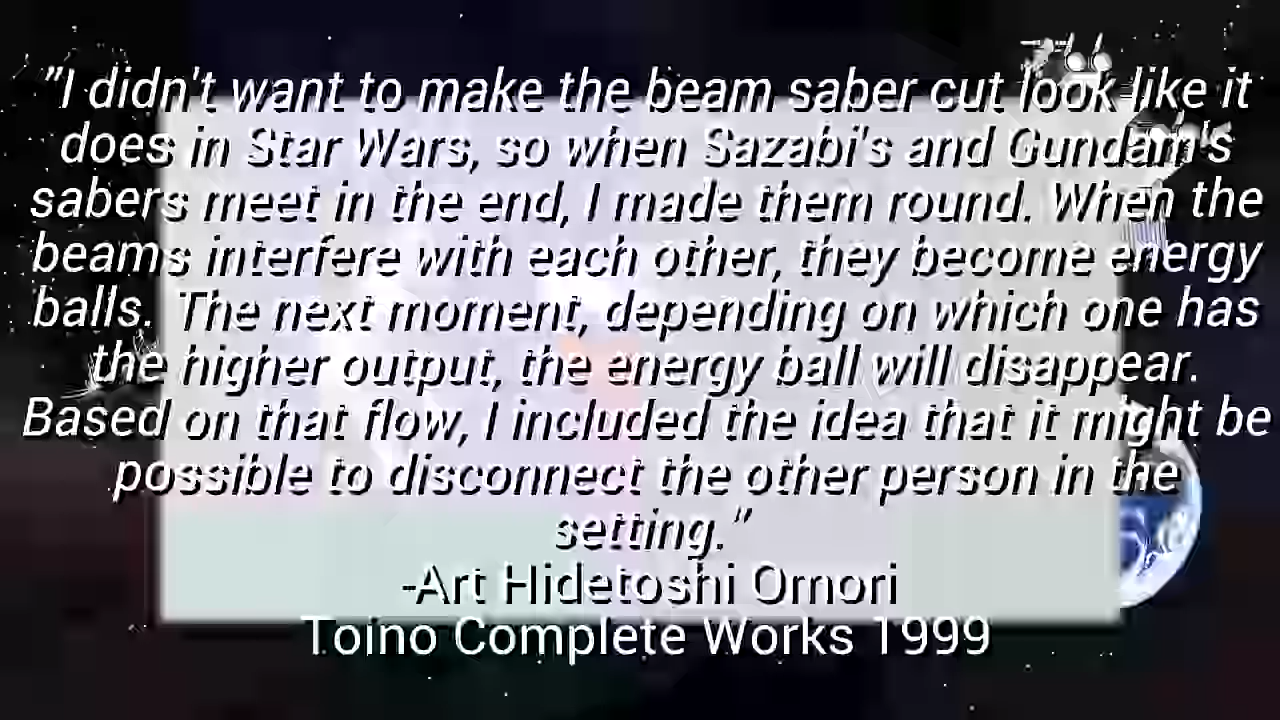 "I didn't want to make the beam saber cut look like it
does in Star Wars, so when Sazabi's and Gundam's
sabers meet in the end, I made them round. When the
beams interfere with each other, they become energy
balls. The next moment, depending on which one has
the higher output, the energy ball will disappear.
Based on that flow, I included the idea that it might be
possible to disconnect the other person in the
setting."
-Art Hidetoshi Omori
Toino Complete Works 1999